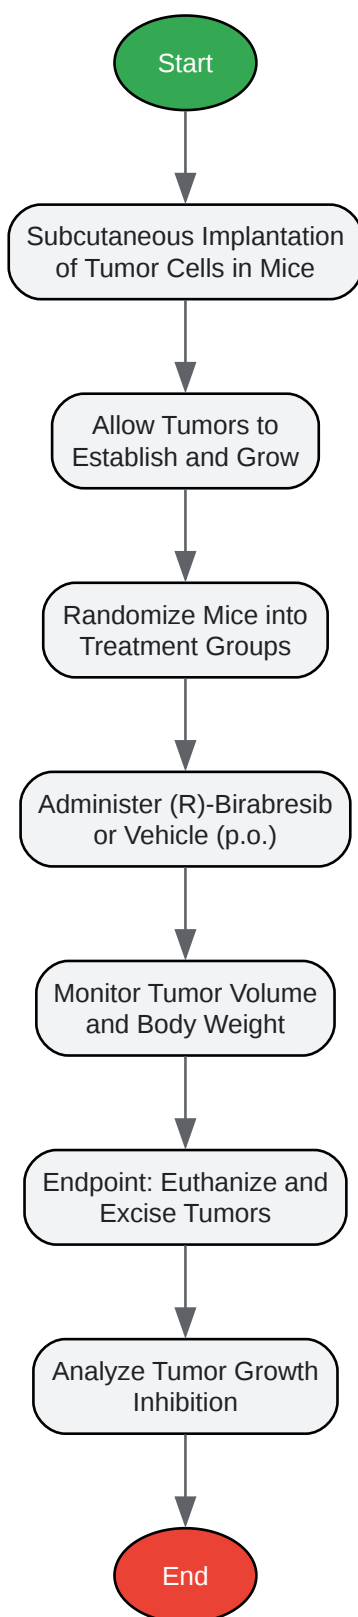 Start
Subcutaneous Implantation
of Tumor Cells in Mice
Allow Tumors to
Establish and Grow
Randomize Mice into
Treatment Groups
Administer (R)-Birabresib
or Vehicle (p.o.)
Monitor Tumor Volume
and Body Weight
Endpoint: Euthanize and
Excise Tumors
Analyze Tumor Growth
Inhibition
End